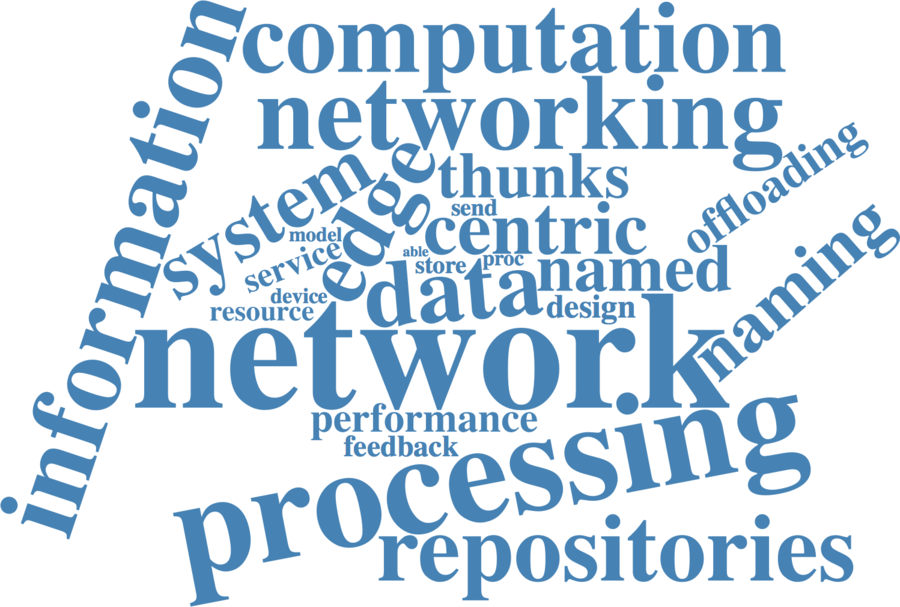 information
computation
networking
system
edge
thunks
offloading
send
centric
model
service
able
store
proc
named
naming
device
resource
data
design
network
performance
feedback
processing
repositories